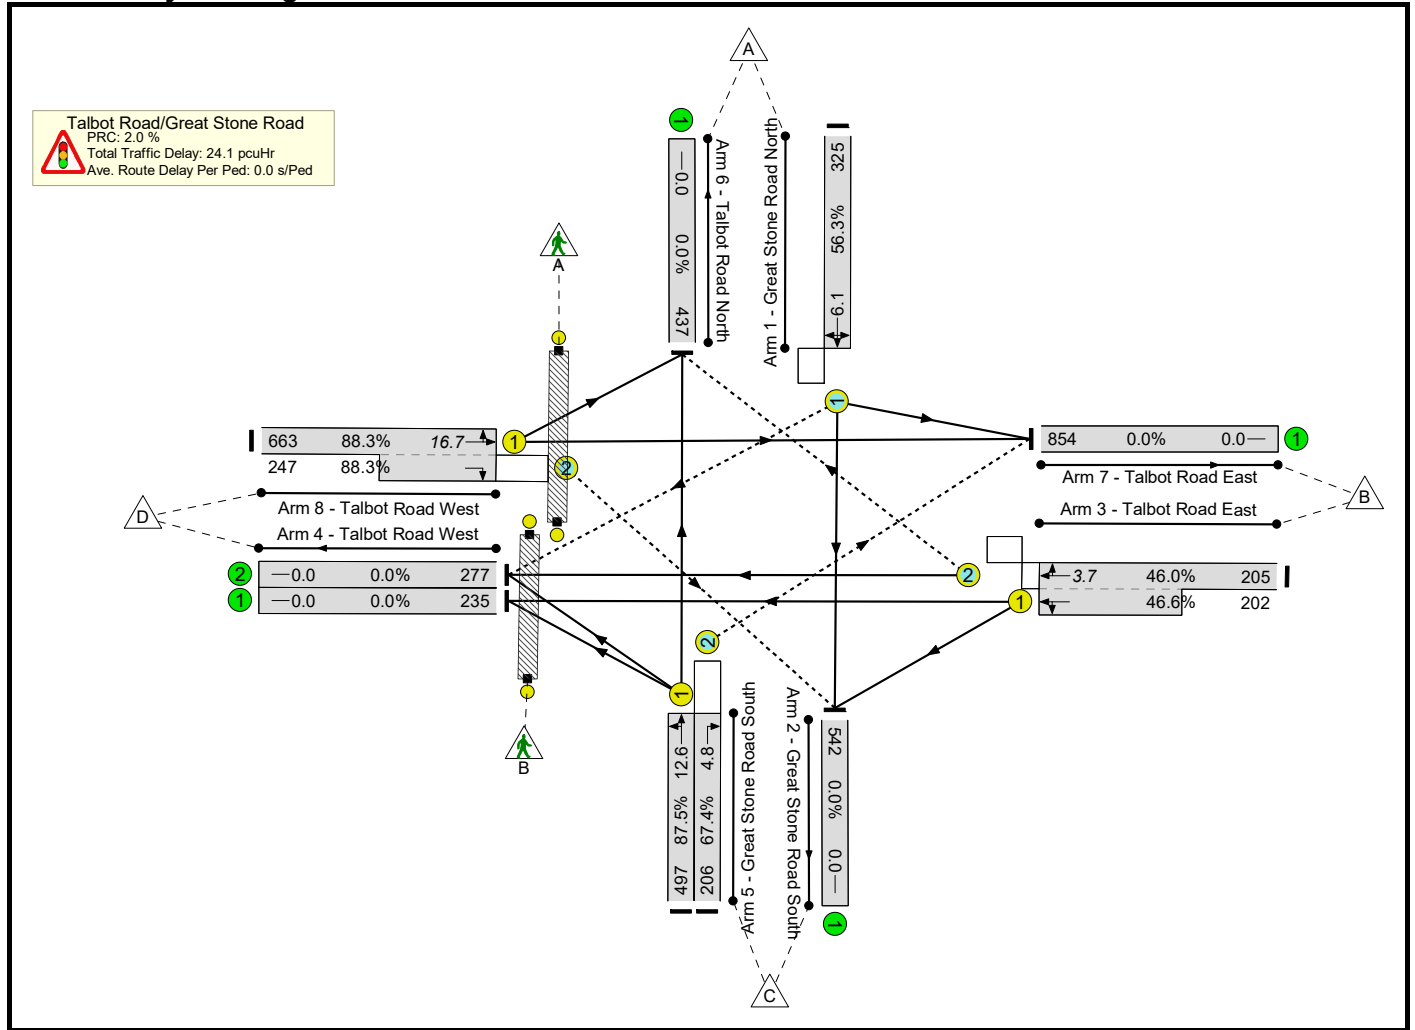 Talbot Road/Great Stone Road
PRC: 2.0 %
Total Traffic Delay: 24.1 pcuHr
Ave. Route Delay Per Ped: 0.0 s/Ped
A
1
0.0 0.0% 437
Arm 6 - Talbot Road North
Arm 1 - Great Stone Road North
325 56.3% 6.1
1
A
663 88.3% 16.7
247 88.3%
1
2
Arm 8 - Talbot Road West
Arm 4 - Talbot Road West
D
2
0.0 0.0% 277
1
0.0 0.0% 235
854 0.0% 0.0
1
Arm 7 - Talbot Road East
Arm 3 - Talbot Road East
B
2
3.7 46.0% 205
1
46.6% 202
2
1
B
497 87.5% 12.6
206 67.4% 4.8
Arm 5 - Great Stone Road South
Arm 2 - Great Stone Road South
542 0.0% 0.0
1
C